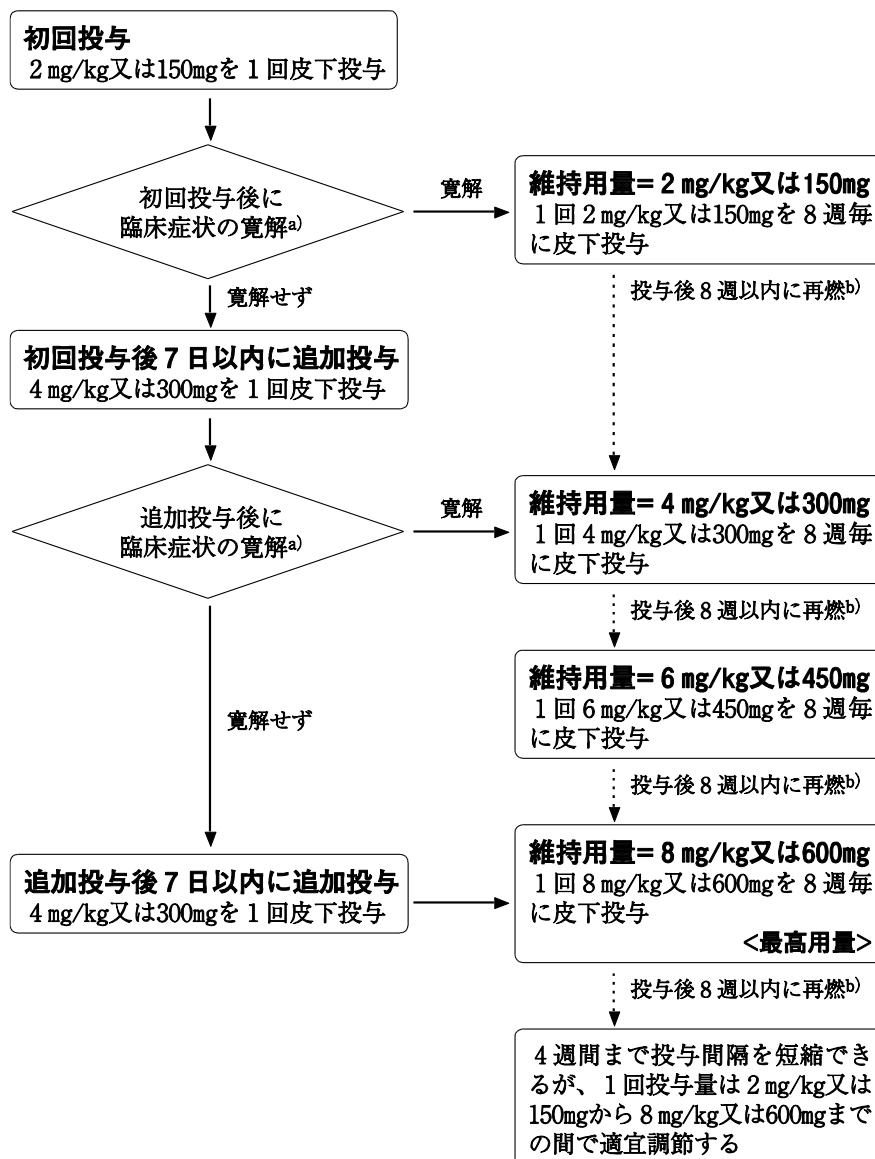 初回投与
2 mg/kg又は150mgを1回皮下投与
初回投与後に
臨床症状の寛解a)
寛解
維持用量=2 mg/kg又は150mg
1回2 mg/kg又は150mgを8週毎
に皮下投与
寛解せず
投与後8週以内に再燃b)
初回投与後7日以内に追加投与
4 mg/kg又は300mgを1回皮下投与
追加投与後に
臨床症状の寛解a)
寛解
維持用量=4 mg/kg又は300mg
1回4 mg/kg又は300mgを8週毎
に皮下投与
投与後8週以内に再燃b)
維持用量=6 mg/kg又は450mg
1回6 mg/kg又は450mgを8週毎
に皮下投与
寛解せず
投与後8週以内に再燃b)
追加投与後7日以内に追加投与
4 mg/kg又は300mgを1回皮下投与
維持用量=8 mg/kg又は600mg
1回8 mg/kg又は600mgを8週毎
に皮下投与
<最高用量>
投与後8週以内に再燃b)
4週間まで投与間隔を短縮でき
るが、1回投与量は2 mg/kg又は
150mgから8 mg/kg又は600mgまで
の間で適宜調節する